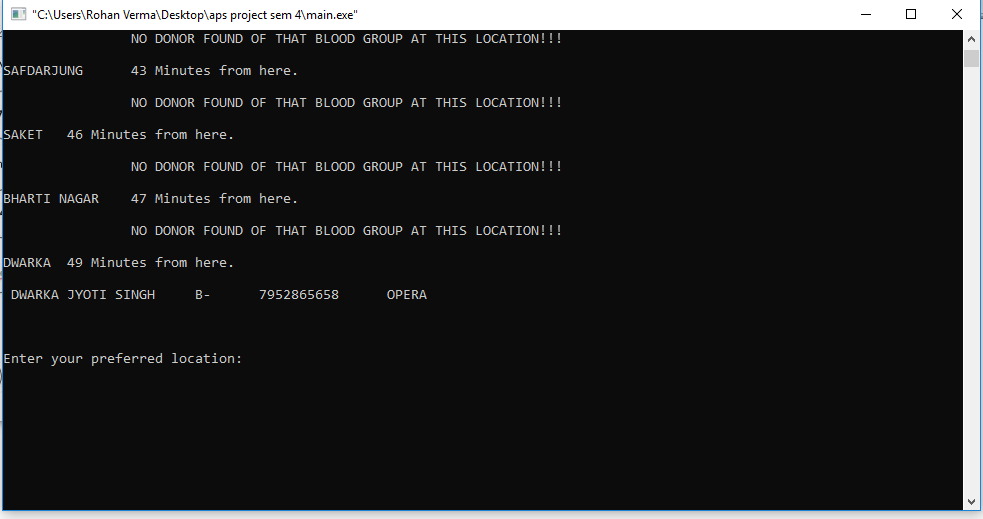 "C:\Users\Rohan Verma\Desktop\aps project sem 4\main.exe"
NO DONOR FOUND OF THAT BLOOD GROUP AT THIS LOCATION!!!
SAFDARJUNG 43 Minutes from here.
NO DONOR FOUND OF THAT BLOOD GROUP AT THIS LOCATION!!!
SAKET 46 Minutes from here.
NO DONOR FOUND OF THAT BLOOD GROUP AT THIS LOCATION!!!
BHARTI NAGAR 47 Minutes from here.
NO DONOR FOUND OF THAT BLOOD GROUP AT THIS LOCATION!!!
DWARKA 49 Minutes from here.
DWARKA JYOTI SINGH B- 7952865658 OPERA
Enter your preferred location: